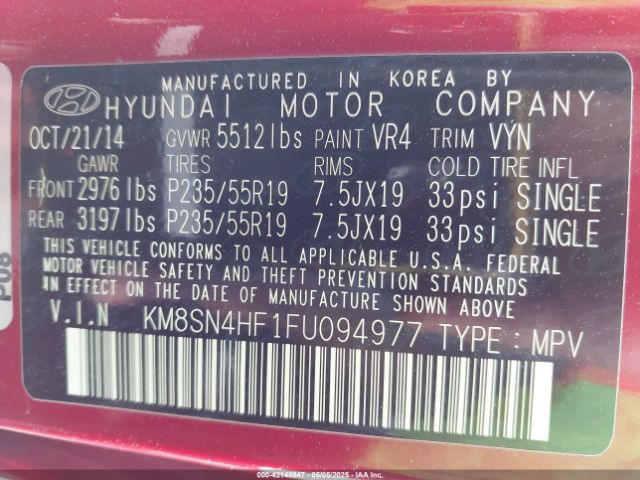 MANUFACTURED IN KOREA BY
HYUNDAI MOTOR COMPANY
OCT/21/14 GVWR 5512lbs PAINT VR4 TRIM VYN
GAWR TIRES RIMS COLD TIRE INFL
FRONT 2976lbs P235/55R19 7.5JX19 33psi SINGLE
REAR 3197lbs P235/55R19 7.5JX19 33psi SINGLE
THIS VEHICLE CONFORMS TO ALL APPLICABLE U.S.A. FEDERAL
MOTOR VEHICLE SAFETY AND THEFT PREVENTION STANDARDS
IN EFFECT ON THE DATE OF MANUFACTURE SHOWN ABOVE.
V.I.N KM8SN4HF1FU094977 TYPE : MPV
P08
000-42148047 - 05/05/2025 - IAAI.COM